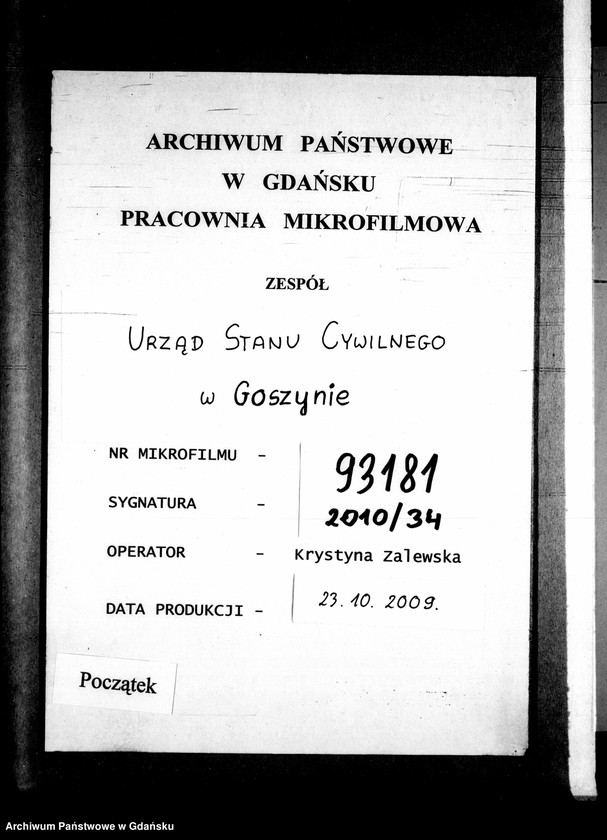 ARCHIWUM PAŃSTWOWE
W GDAŃSKU
PRACOWNIA MIKROFILMOWA
ZESPÓŁ
URZĄD STANU CYWILNEGO
w Goszynie
NR MIKROFILMU - 93181
SYGNATURA - 2010/34
OPERATOR - Krystyna Zalewska
DATA PRODUKCJI - 23.10.2009.
Początek
Archiwum Państwowe w Gdańsku